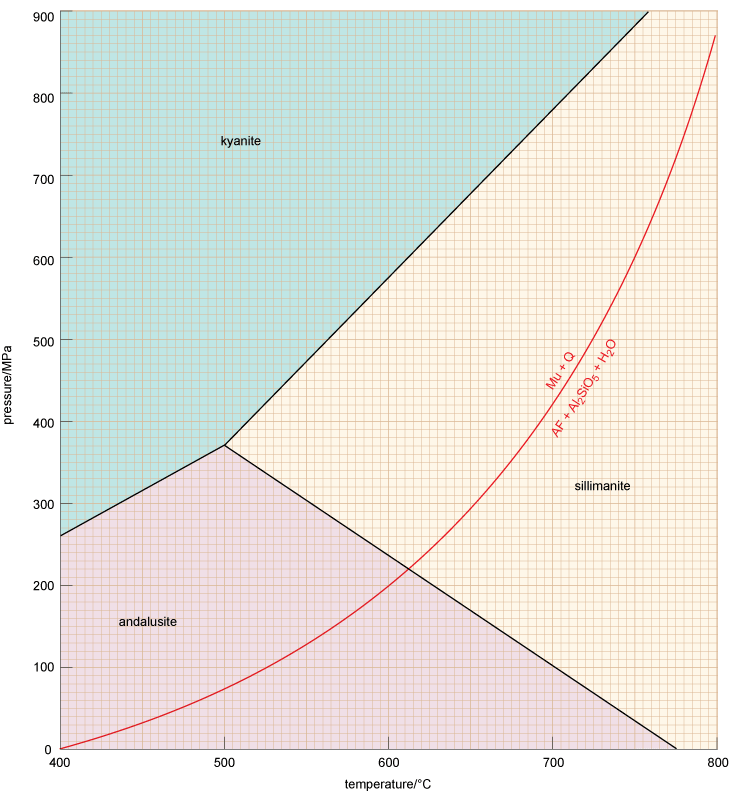 900
800
700
600
500
400
300
200
100
0
pressure/MPa
kyanite
Mu + Q
AF + Al₂SiO₅ + H₂O
sillimanite
andalusite
400 500 600 700 800
temperature/°C